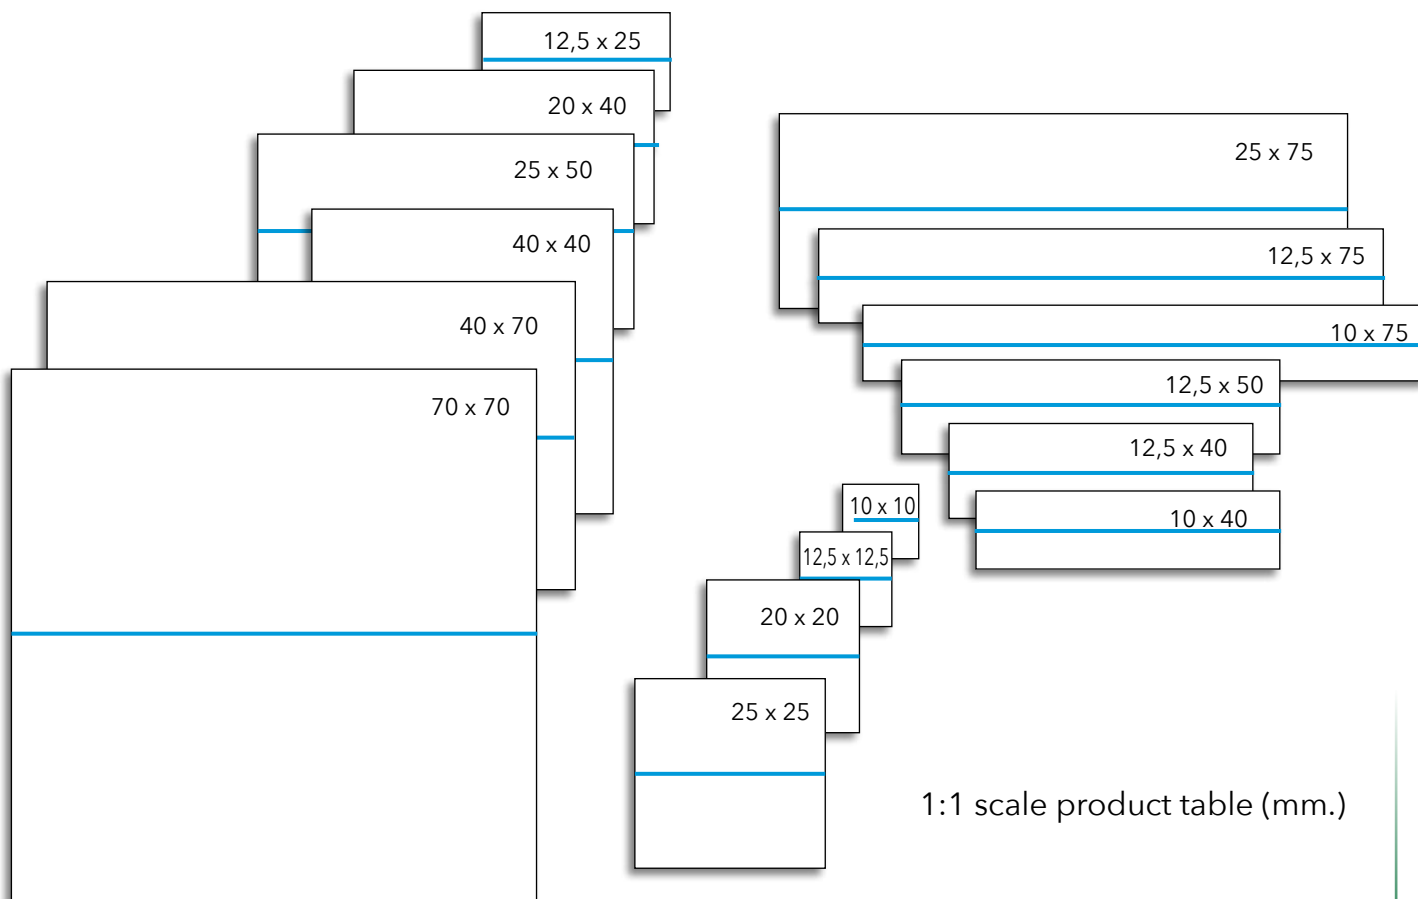 12,5 x 25
20 x 40
25 x 50
40 x 40
40 x 70
70 x 70
25 x 75
12,5 x 75
10 x 75
12,5 x 50
12,5 x 40
10 x 40
10 x 10
12,5 x 12,5
20 x 20
25 x 25
1:1 scale product table (mm.)